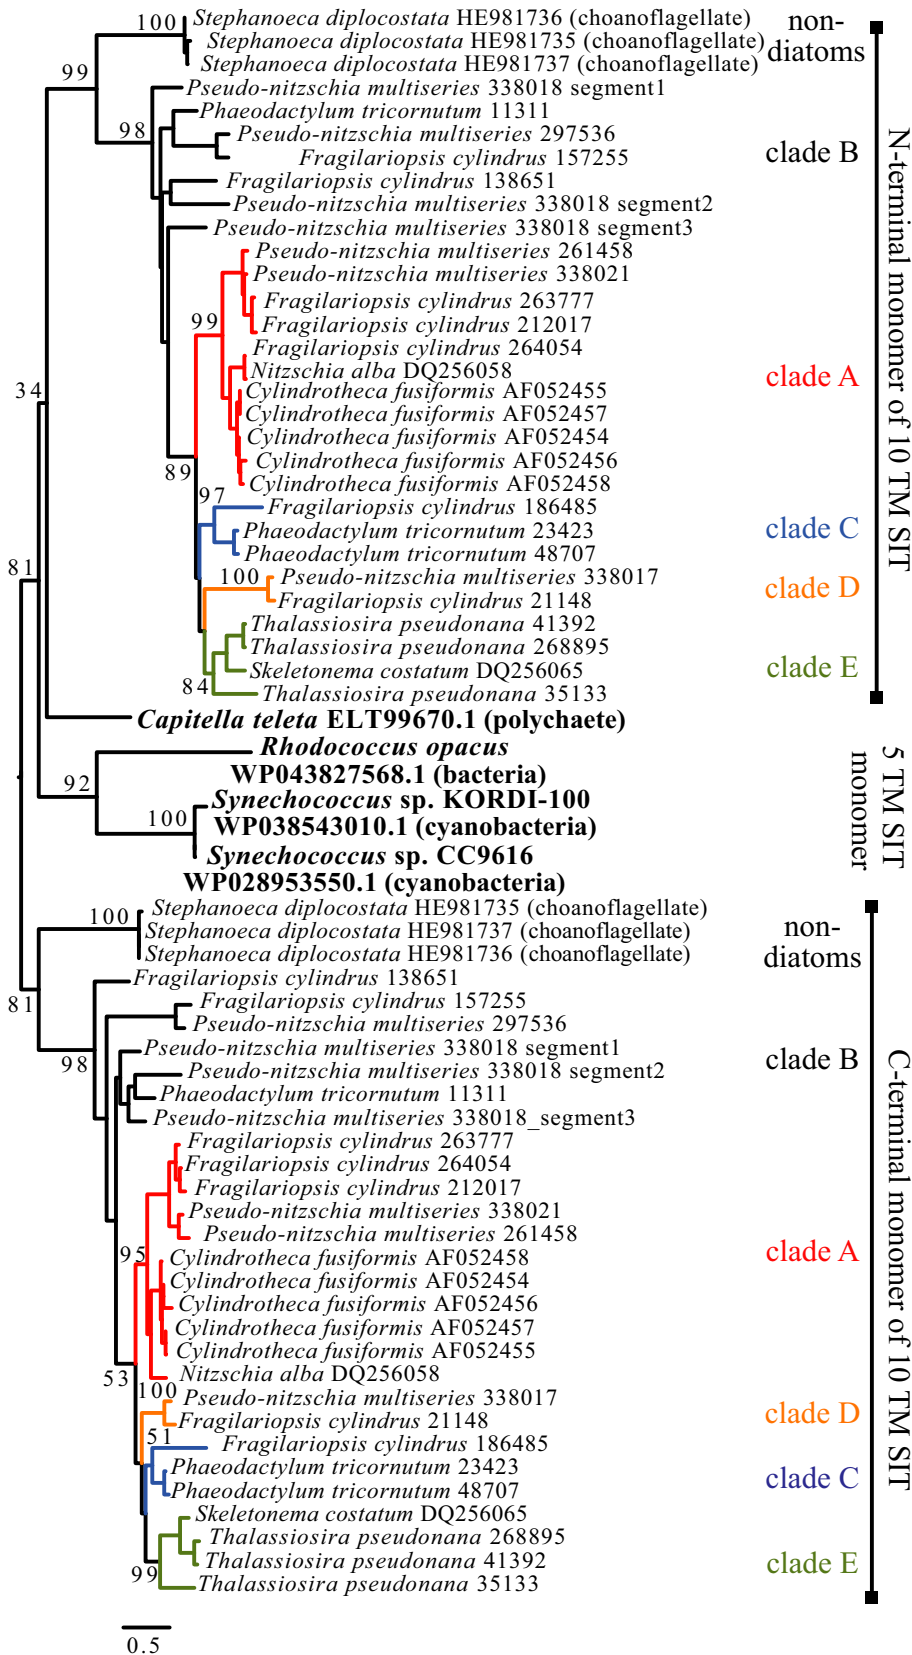 100
Stephanoeca diplocostata HE981736 (choanoflagellate)
Stephanoeca diplocostata HE981735 (choanoflagellate)
Stephanoeca diplocostata HE981737 (choanoflagellate)
non-
diatoms
99
Pseudo-nitzschia multiseries 338018 segment1
Phaeodactylum tricornutum 11311
98
Pseudo-nitzschia multiseries 297536
Fragilariopsis cylindrus 157255
clade B
Fragilariopsis cylindrus 138651
Pseudo-nitzschia multiseries 338018 segment2
Pseudo-nitzschia multiseries 338018 segment3
Pseudo-nitzschia multiseries 261458
Pseudo-nitzschia multiseries 338021
Fragilariopsis cylindrus 263777
99
Fragilariopsis cylindrus 212017
Fragilariopsis cylindrus 264054
Nitzschia alba DQ256058
clade A
34
Cylindrotheca fusiformis AF052455
Cylindrotheca fusiformis AF052457
Cylindrotheca fusiformis AF052454
Cylindrotheca fusiformis AF052456
89
Cylindrotheca fusiformis AF052458
97
Fragilariopsis cylindrus 186485
Phaeodactylum tricornutum 23423
clade C
Phaeodactylum tricornutum 48707
81
100
Pseudo-nitzschia multiseries 338017
clade D
Fragilariopsis cylindrus 21148
Thalassiosira pseudonana 41392
Thalassiosira pseudonana 268895
Skeletonema costatum DQ256065
clade E
84
Thalassiosira pseudonana 35133
N-terminal monomer of 10 TM SIT
Capitella teleta ELT99670.1 (polychaete)
Rhodococcus opacus
WP043827568.1 (bacteria)
92
Synechococcus sp. KORDI-100
100
WP038543010.1 (cyanobacteria)
Synechococcus sp. CC9616
WP028953550.1 (cyanobacteria)
5 TM SIT
monomer
100
Stephanoeca diplocostata HE981735 (choanoflagellate)
Stephanoeca diplocostata HE981737 (choanoflagellate)
Stephanoeca diplocostata HE981736 (choanoflagellate)
non-
diatoms
Fragilariopsis cylindrus 138651
81
Fragilariopsis cylindrus 157255
Pseudo-nitzschia multiseries 297536
98
Pseudo-nitzschia multiseries 338018 segment1
clade B
Pseudo-nitzschia multiseries 338018 segment2
Phaeodactylum tricornutum 11311
Pseudo-nitzschia multiseries 338018_segment3
Fragilariopsis cylindrus 263777
Fragilariopsis cylindrus 264054
Fragilariopsis cylindrus 212017
Pseudo-nitzschia multiseries 338021
Pseudo-nitzschia multiseries 261458
95
Cylindrotheca fusiformis AF052458
clade A
Cylindrotheca fusiformis AF052454
Cylindrotheca fusiformis AF052456
Cylindrotheca fusiformis AF052457
Cylindrotheca fusiformis AF052455
53
Nitzschia alba DQ256058
100
Pseudo-nitzschia multiseries 338017
Fragilariopsis cylindrus 21148
clade D
51
Fragilariopsis cylindrus 186485
Phaeodactylum tricornutum 23423
clade C
Phaeodactylum tricornutum 48707
Skeletonema costatum DQ256065
Thalassiosira pseudonana 268895
Thalassiosira pseudonana 41392
clade E
99
Thalassiosira pseudonana 35133
C-terminal monomer of 10 TM SIT
0.5